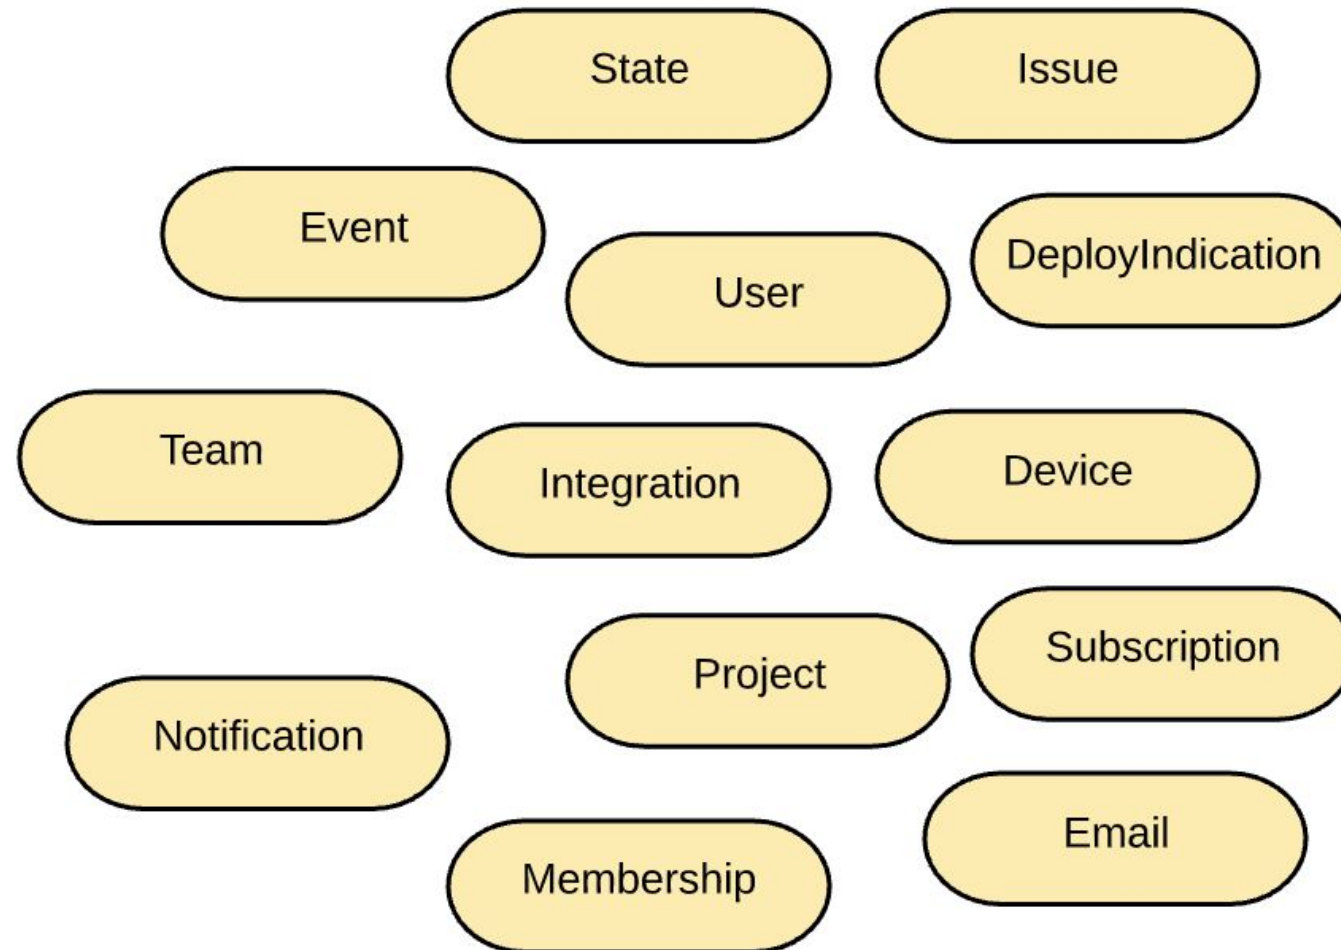 State
Issue
Event
DeployIndication
User
Team
Integration
Device
Project
Subscription
Notification
Email
Membership